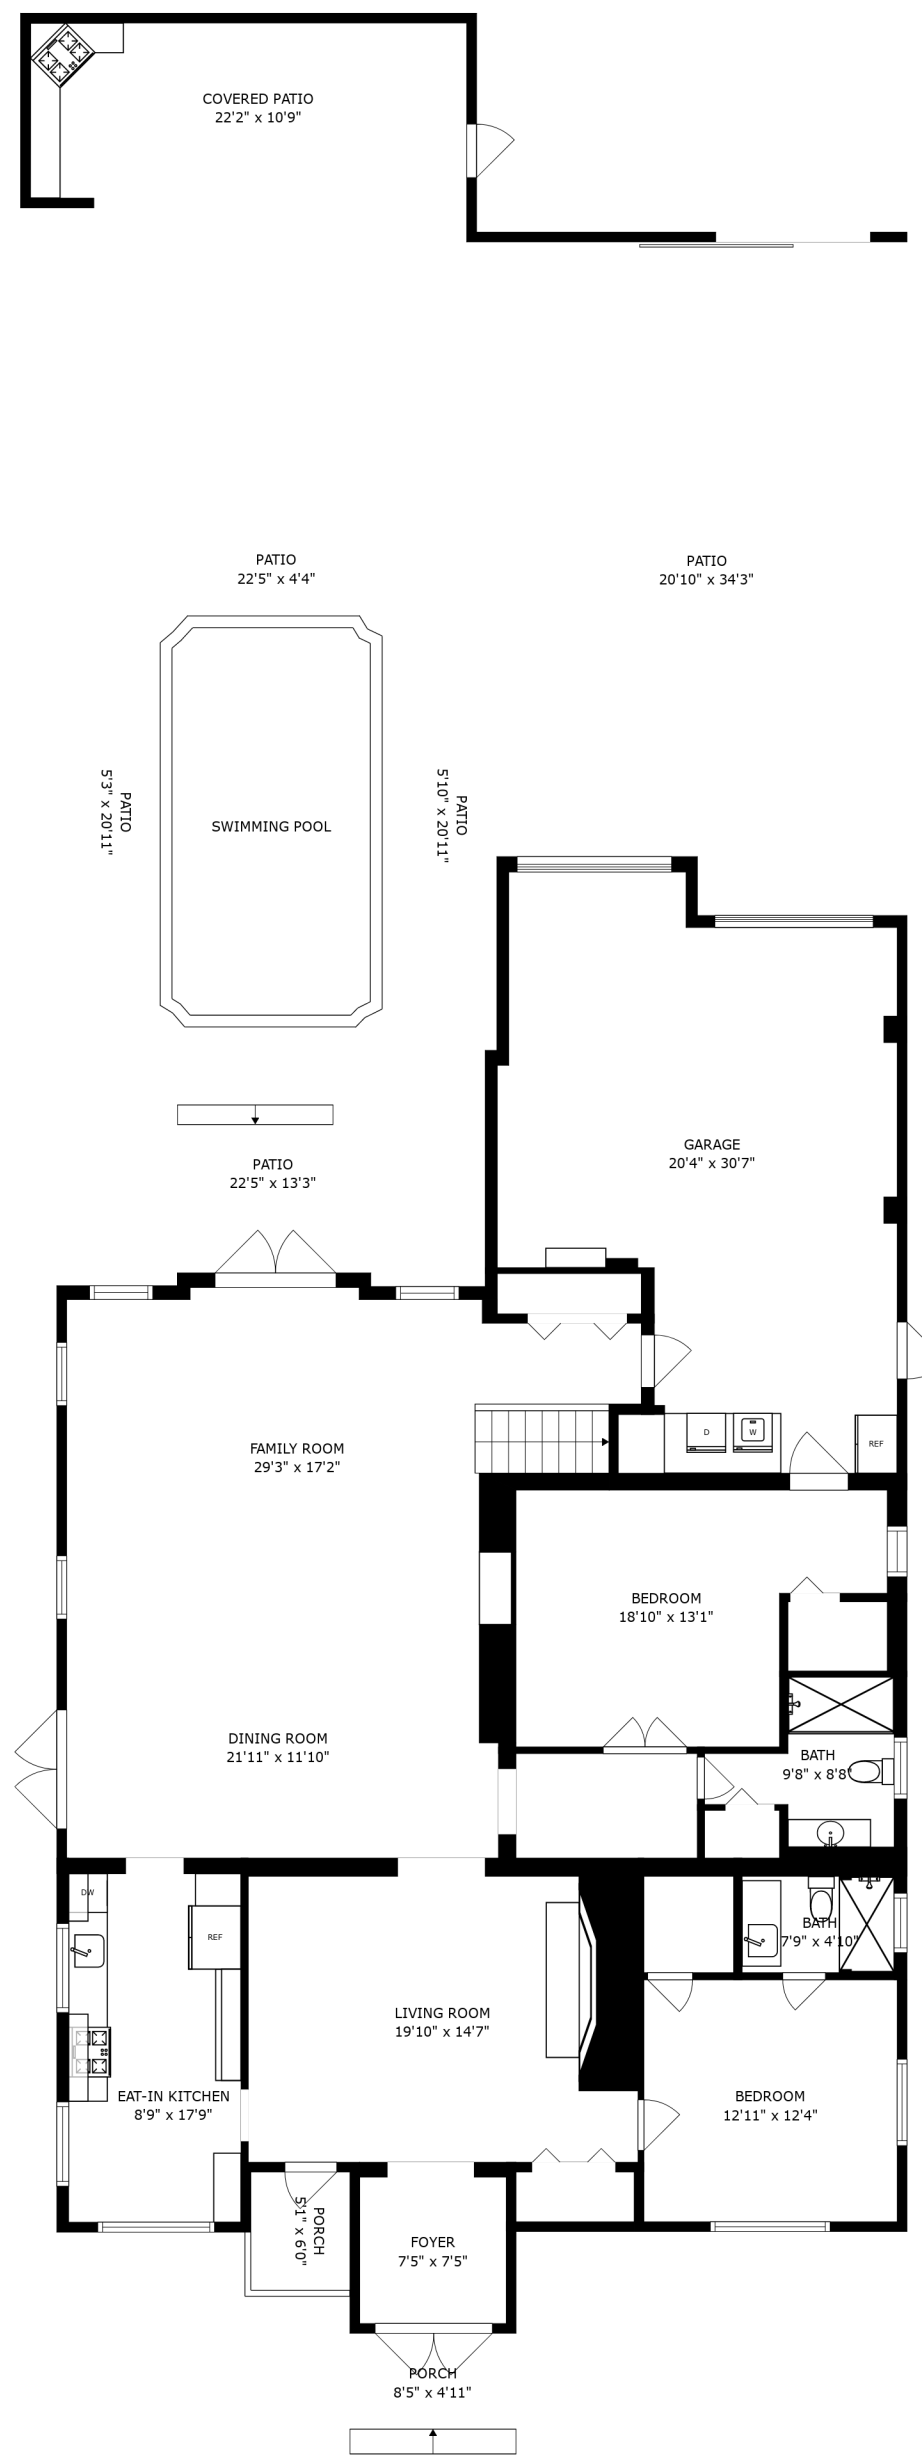 COVERED PATIO
22'2" x 10'9"
PATIO
22'5" x 4'4"
PATIO
20'10" x 34'3"
PATIO
5'3" x 20'11"
SWIMMING POOL
PATIO
5'10" x 20'11"
GARAGE
20'4" x 30'7"
PATIO
22'5" x 13'3"
D
W
REF
FAMILY ROOM
29'3" x 17'2"
BEDROOM
18'10" x 13'1"
DINING ROOM
21'11" x 11'10"
BATH
9'8" x 8'8"
DW
REF
BATH
7'9" x 4'10"
LIVING ROOM
19'10" x 14'7"
EAT-IN KITCHEN
8'9" x 17'9"
BEDROOM
12'11" x 12'4"
PORCH
5'1" x 6'0"
FOYER
7'5" x 7'5"
PORCH
8'5" x 4'11"